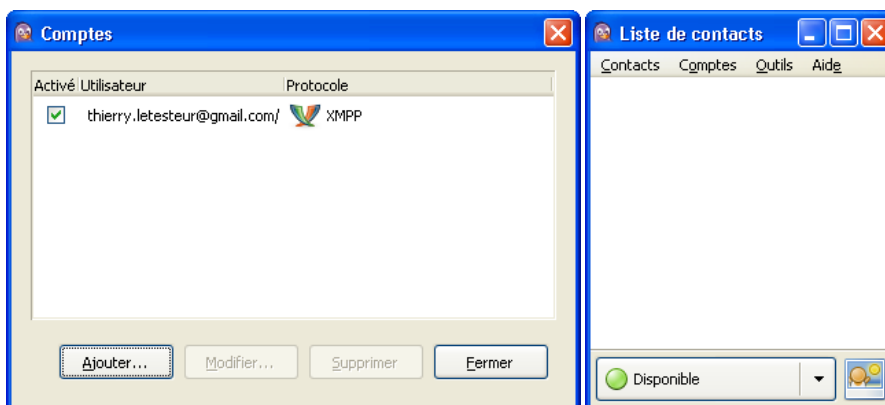 Comptes
Activé Utilisateur Protocole
thierry.letesteur@gmail.com/ XMPP
Ajouter... Modifier... Supprimer Fermer
Liste de contacts
Contacts Comptes Outils Aide
Disponible